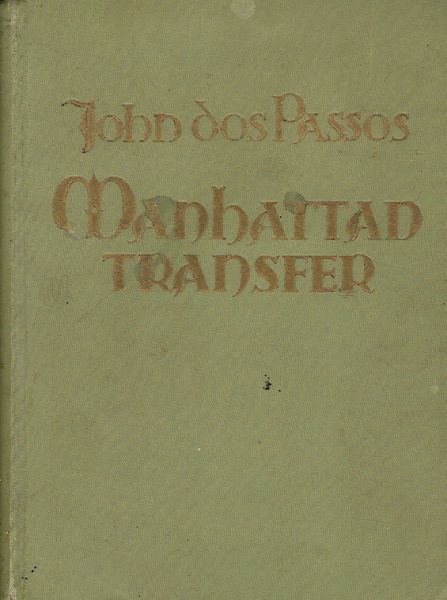 John dos Passos
Manhattan
Transfer